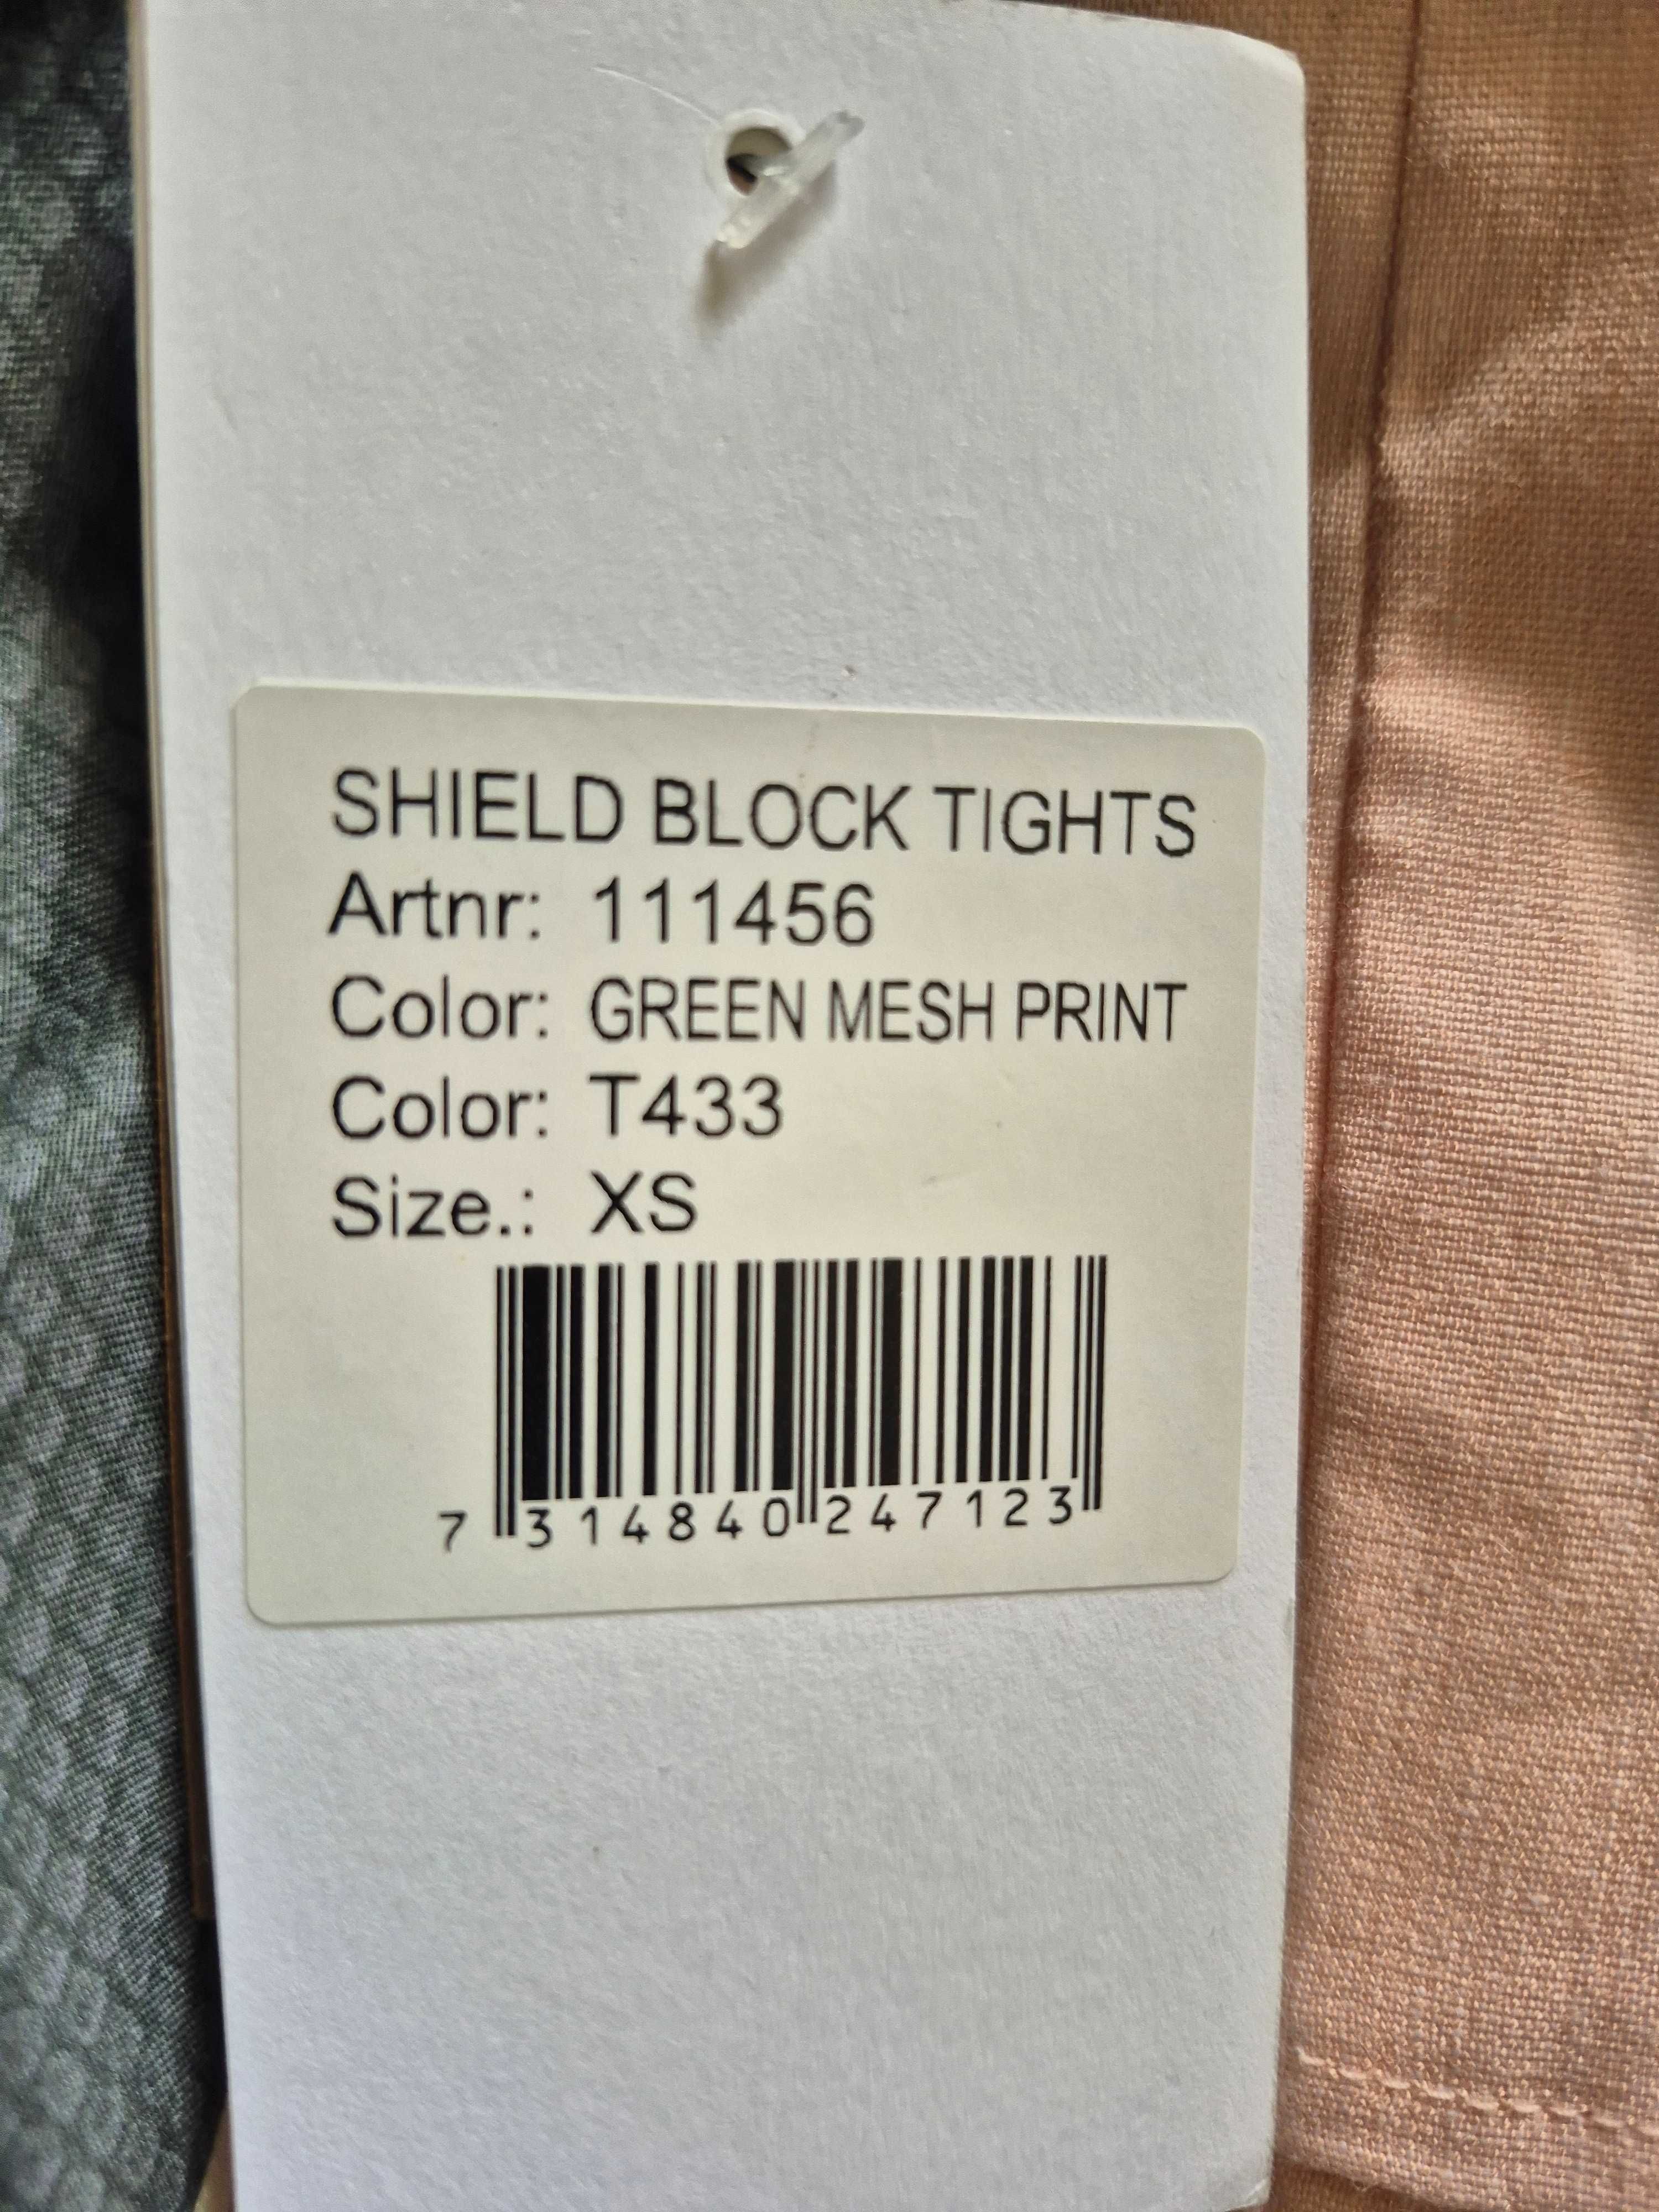 SHIELD BLOCK TIGHTS
Artnr: 111456
Color: GREEN MESH PRINT
Color: T433
Size.: XS
7 314840 247123